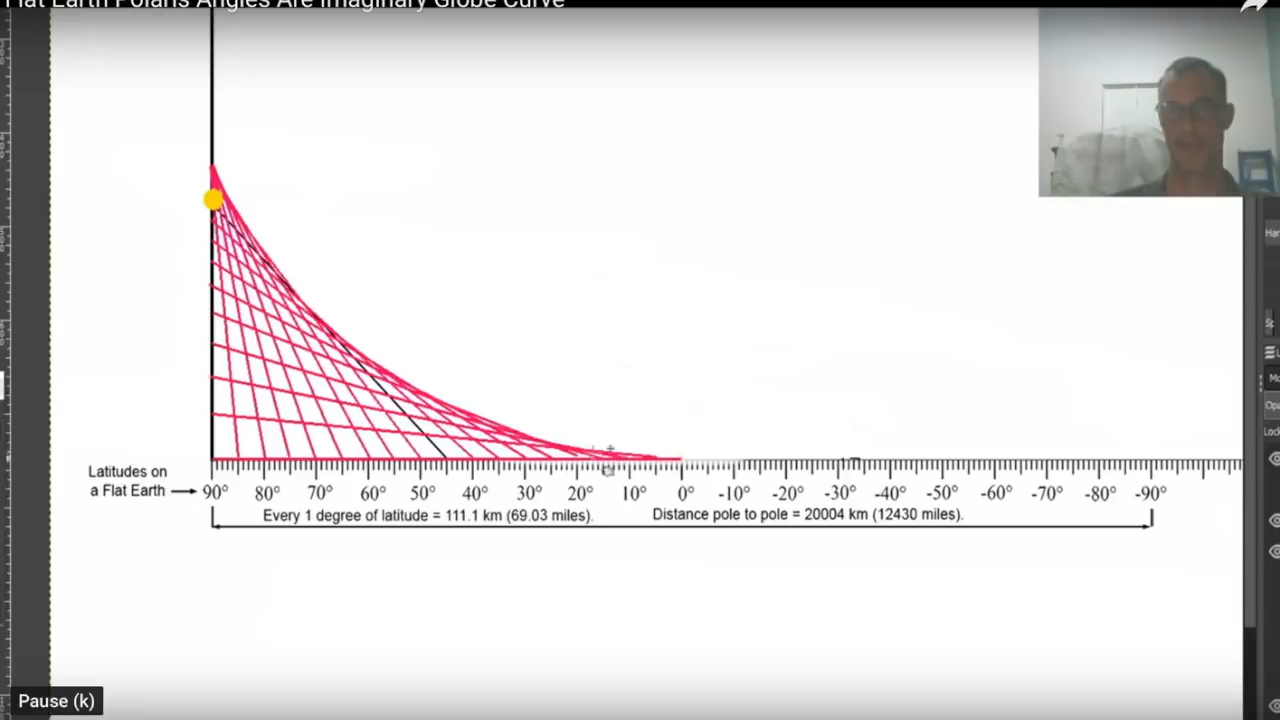 Flat Earth Polaris Angles Are Imaginary Globe Curve
Latitudes on
a Flat Earth
90° 80° 70° 60° 50° 40° 30° 20° 10° 0° -10° -20° -30° -40° -50° -60° -70° -80° -90°
Every 1 degree of latitude = 111.1 km (69.03 miles).
Distance pole to pole = 20004 km (12430 miles).
Pause (k)